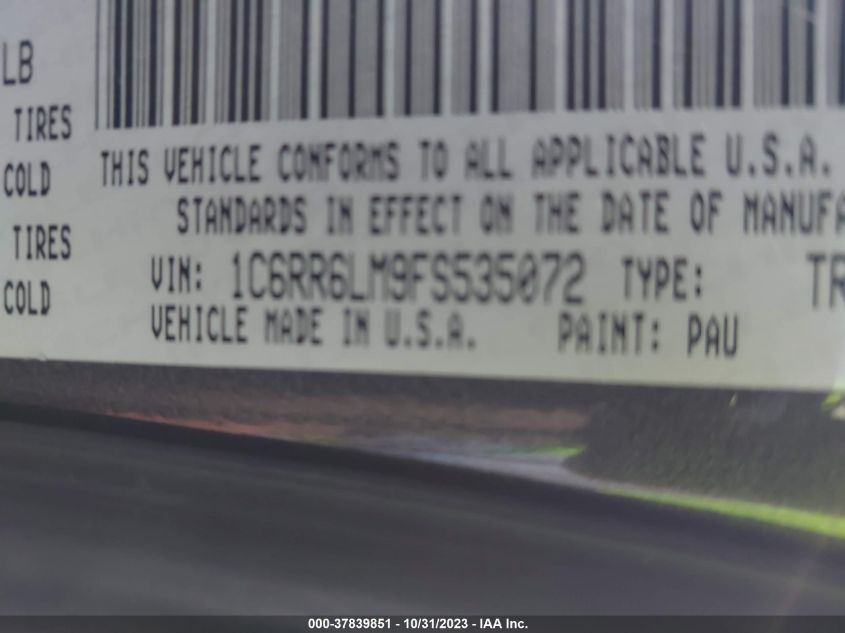 LB
TIRES
COLD
TIRES
COLD
THIS VEHICLE CONFORMS TO ALL APPLICABLE U.S.A.
STANDARDS IN EFFECT ON THE DATE OF MANUFA
VIN: 1C6RR6LM9FS535072 TYPE: TR
VEHICLE MADE IN U.S.A. PAINT: PAU
000-37839851 - 10/31/2023 - IAA Inc.